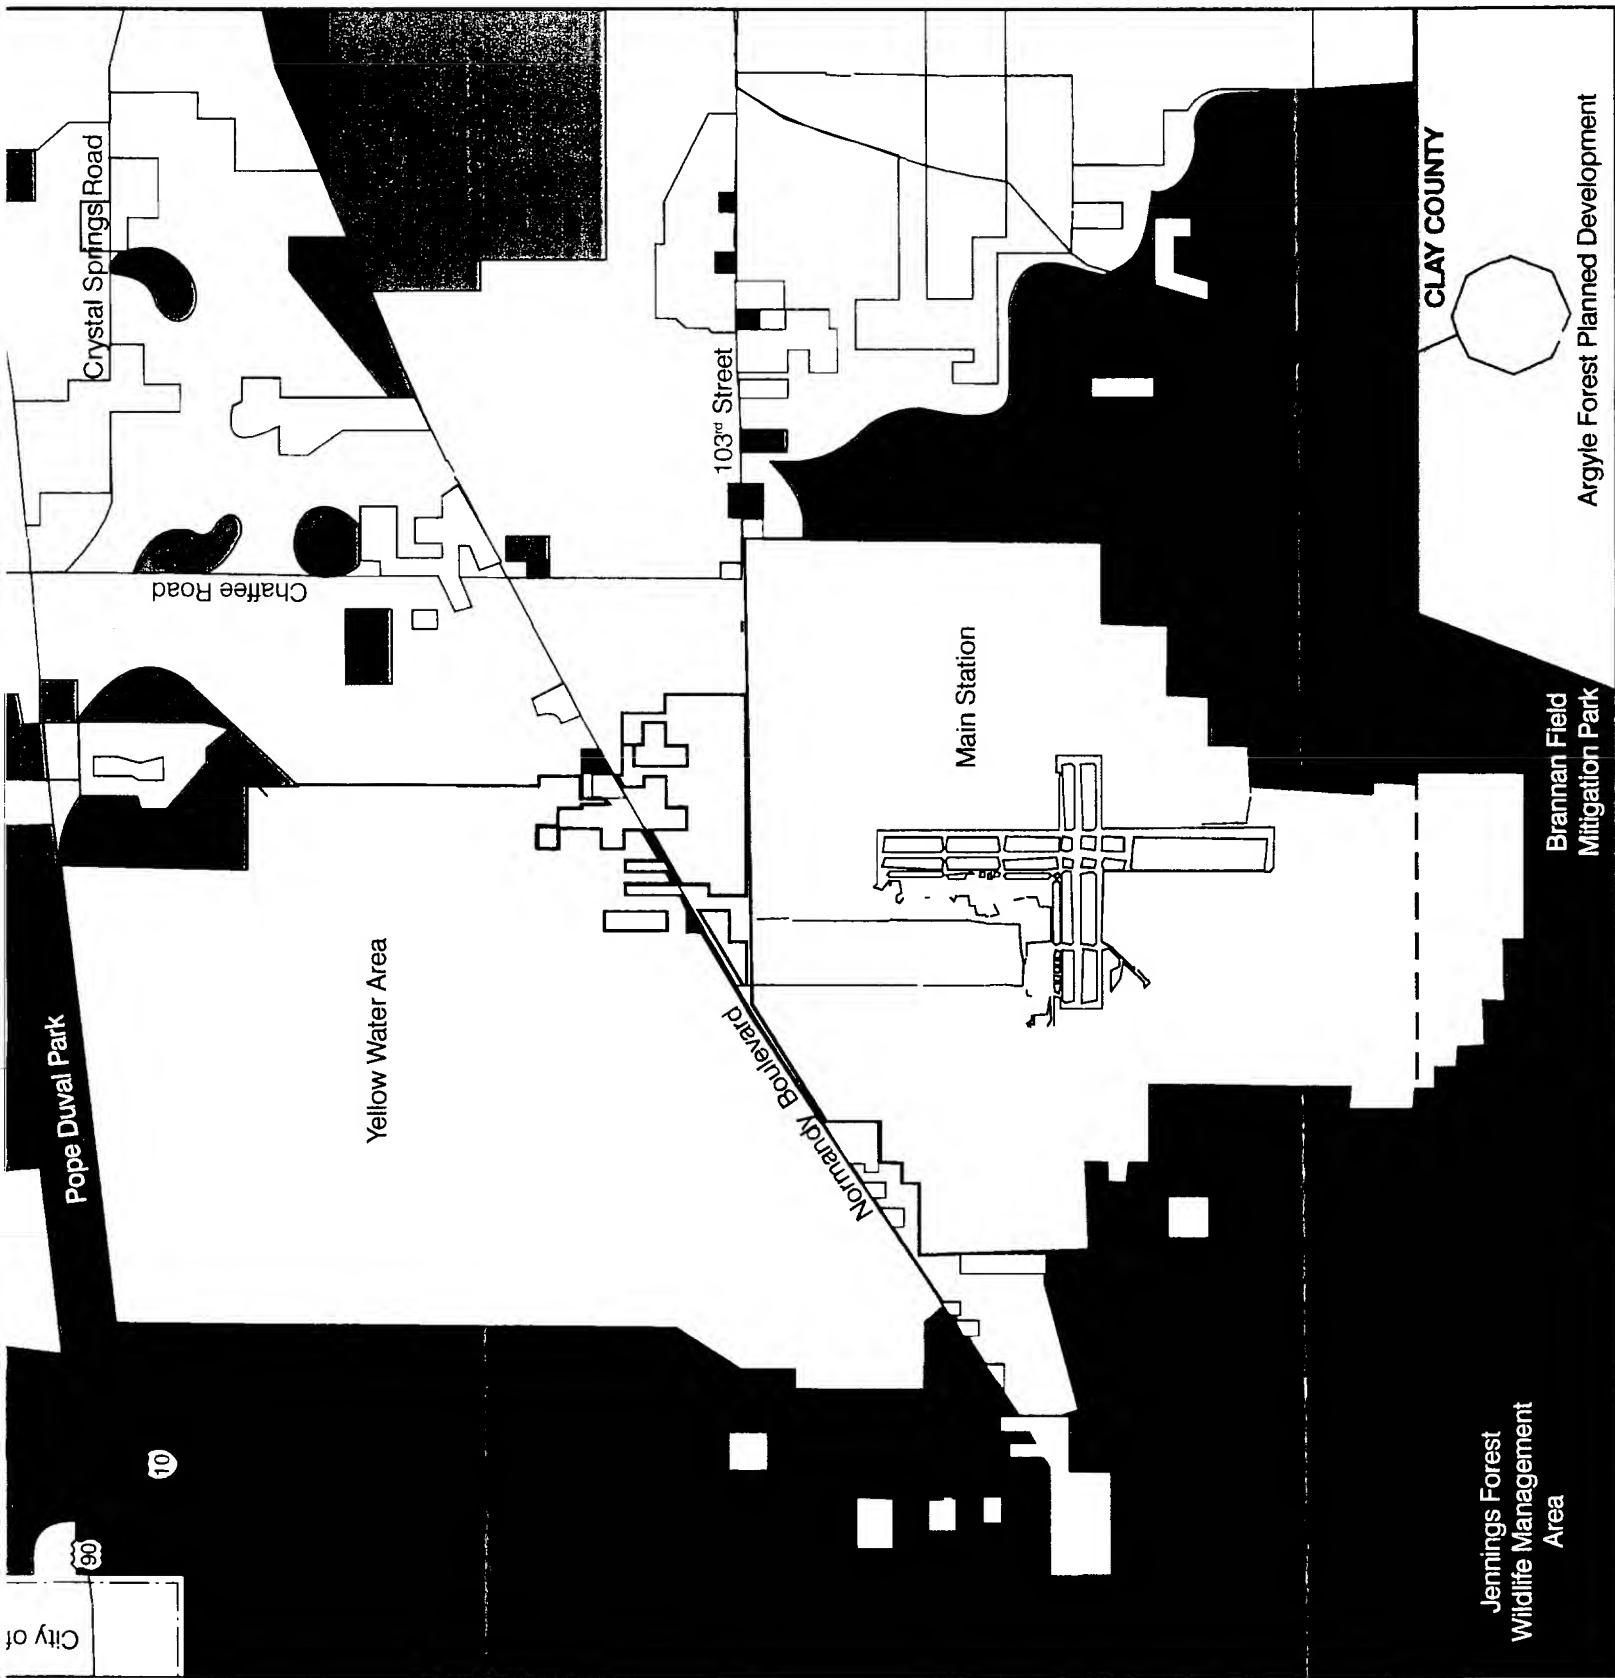 City of
90
10
Pope Duval Park
Yellow Water Area
Chaffee Road
Crystal Springs Road
Normandy Boulevard
103rd Street
Main Station
CLAY COUNTY
Argyle Forest Planned Development
Brannan Field
Mitigation Park
Jennings Forest
Wildlife Management
Area